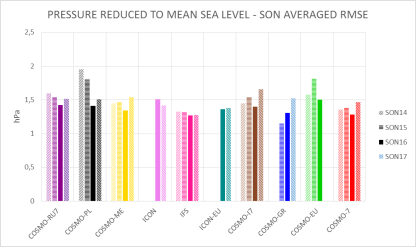 PRESSURE REDUCED TO MEAN SEA LEVEL - SON AVERAGED RMSE
2,5
2
1,5
1
0,5
0
hPa
COSMO-RU7
COSMO-PL
COSMO-ME
ICON
IFS
ICON-EU
COSMO-I7
COSMO-GR
COSMO-EU
COSMO-7
SON14
SON15
SON16
SON17